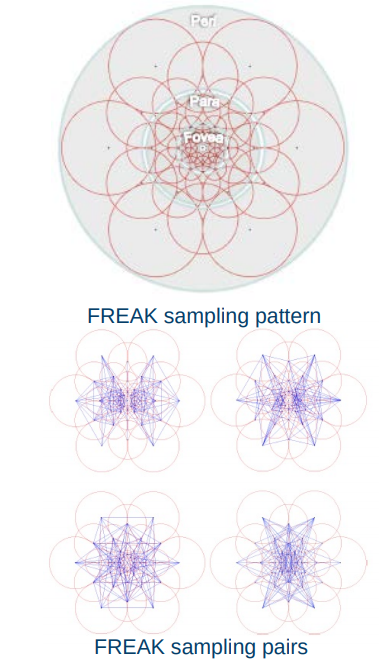 Peri
Para
Fovea
FREAK sampling pattern
FREAK sampling pairs